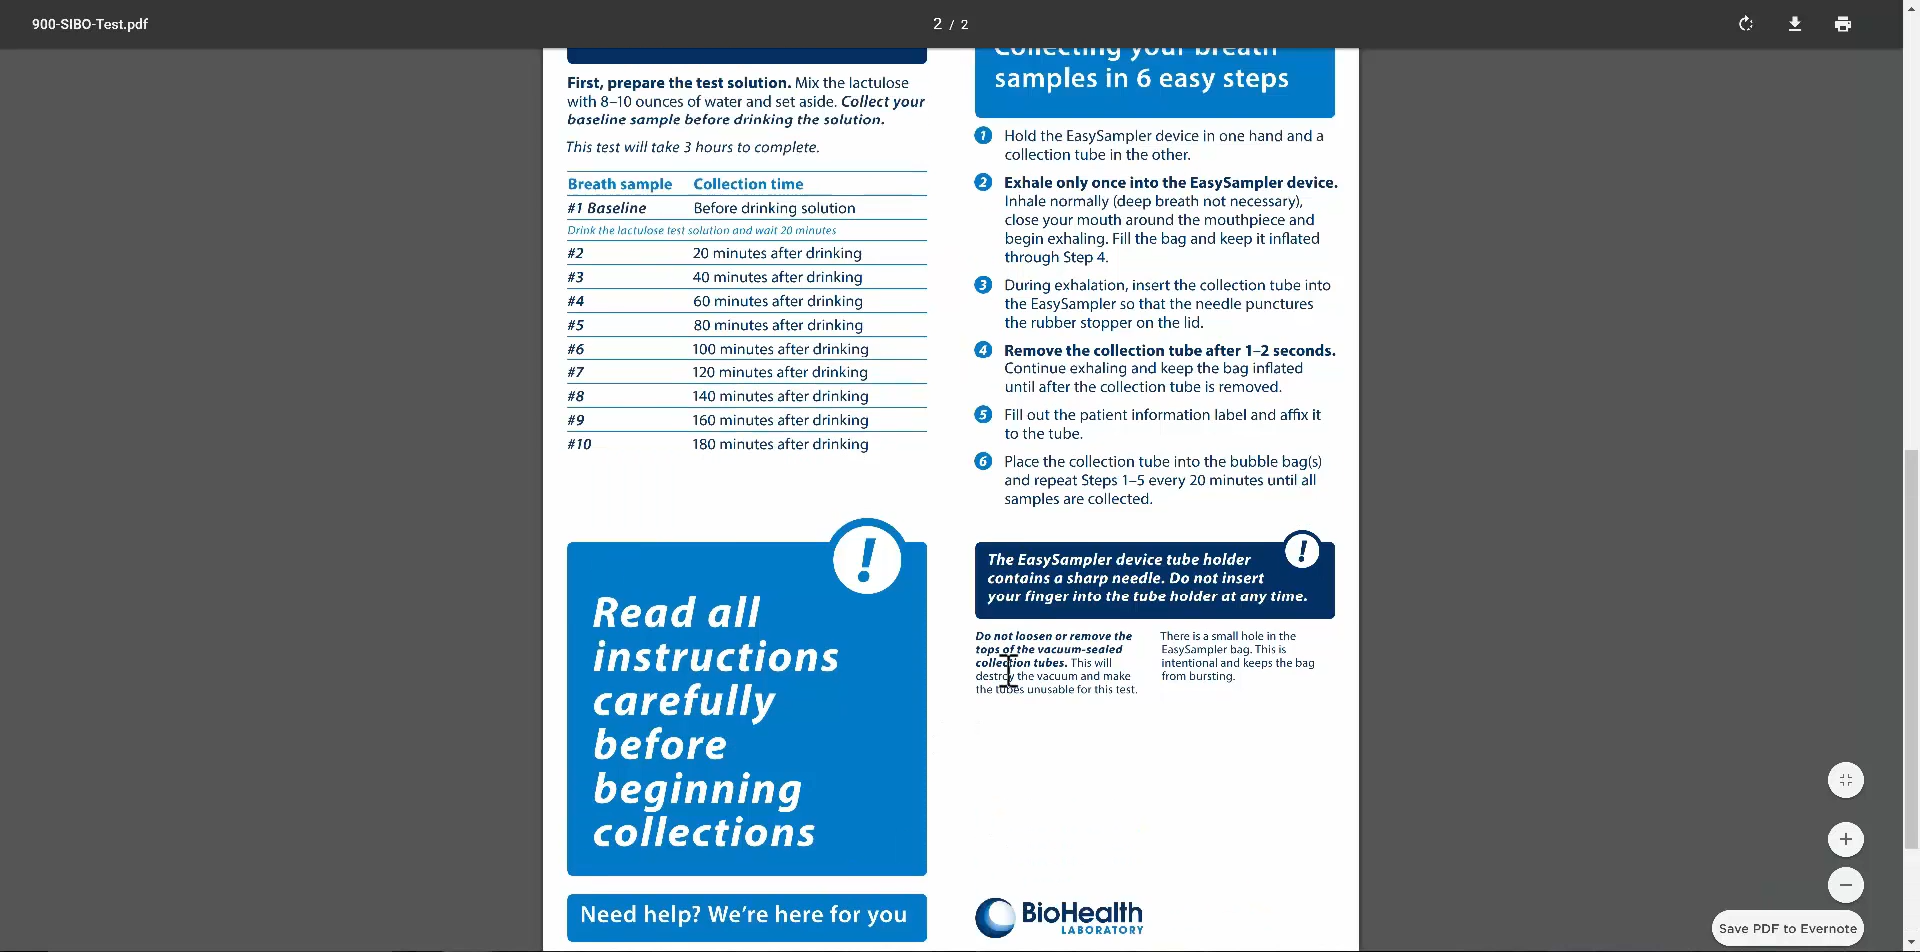 900-SIBO-Test.pdf
2 / 2
First, prepare the test solution. Mix the lactulose
with 8–10 ounces of water and set aside. Collect your
baseline sample before drinking the solution.
This test will take 3 hours to complete.
Breath sample Collection time
#1 Baseline Before drinking solution
Drink the lactulose test solution and wait 20 minutes
#2 20 minutes after drinking
#3 40 minutes after drinking
#4 60 minutes after drinking
#5 80 minutes after drinking
#6 100 minutes after drinking
#7 120 minutes after drinking
#8 140 minutes after drinking
#9 160 minutes after drinking
#10 180 minutes after drinking
!
Read all
instructions
carefully
before
beginning
collections
Need help? We're here for you
Collecting your breath
samples in 6 easy steps
1 Hold the EasySampler device in one hand and a
collection tube in the other.
2 Exhale only once into the EasySampler device.
Inhale normally (deep breath not necessary),
close your mouth around the mouthpiece and
begin exhaling. Fill the bag and keep it inflated
through Step 4.
3 During exhalation, insert the collection tube into
the EasySampler so that the needle punctures
the rubber stopper on the lid.
4 Remove the collection tube after 1–2 seconds.
Continue exhaling and keep the bag inflated
until after the collection tube is removed.
5 Fill out the patient information label and affix it
to the tube.
6 Place the collection tube into the bubble bag(s)
and repeat Steps 1–5 every 20 minutes until all
samples are collected.
!
The EasySampler device tube holder
contains a sharp needle. Do not insert
your finger into the tube holder at any time.
Do not loosen or remove the
tops of the vacuum-sealed
collection tubes. This will
destroy the vacuum and make
the tubes unusable for this test.
There is a small hole in the
EasySampler bag. This is
intentional and keeps the bag
from bursting.
BioHealth
LABORATORY
Save PDF to Evernote